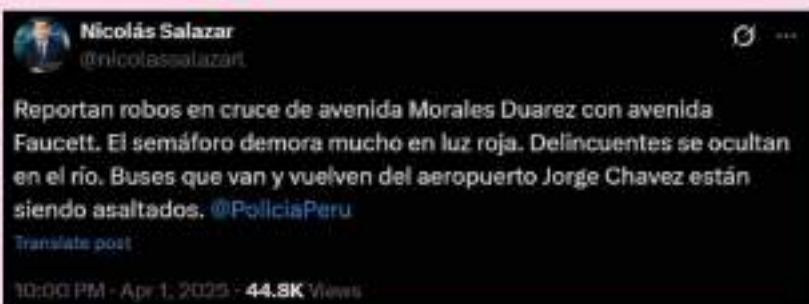 Nicolás Salazar
@nicolassalazart
Reportan robos en cruce de avenida Morales Duarez con avenida
Faucett. El semáforo demora mucho en luz roja. Delincuentes se ocultan
en el río. Buses que van y vuelven del aeropuerto Jorge Chavez están
siendo asaltados. @PoliciaPeru
Translate post
10:00 PM · Apr 1, 2025 · 44.8K Views